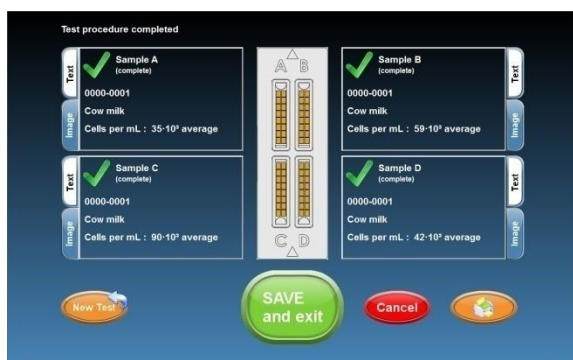 Test procedure completed
Text
Sample A
(complete)
0000-0001
Cow milk
Cells per mL : 35·10³ average
Image
A B
Sample B
(complete)
0000-0001
Cow milk
Cells per mL : 59·10³ average
Text
Image
Text
Sample C
(complete)
0000-0001
Cow milk
Cells per mL : 90·10³ average
Image
C D
Sample D
(complete)
0000-0001
Cow milk
Cells per mL : 42·10³ average
Text
Image
New Test
SAVE
and exit
Cancel